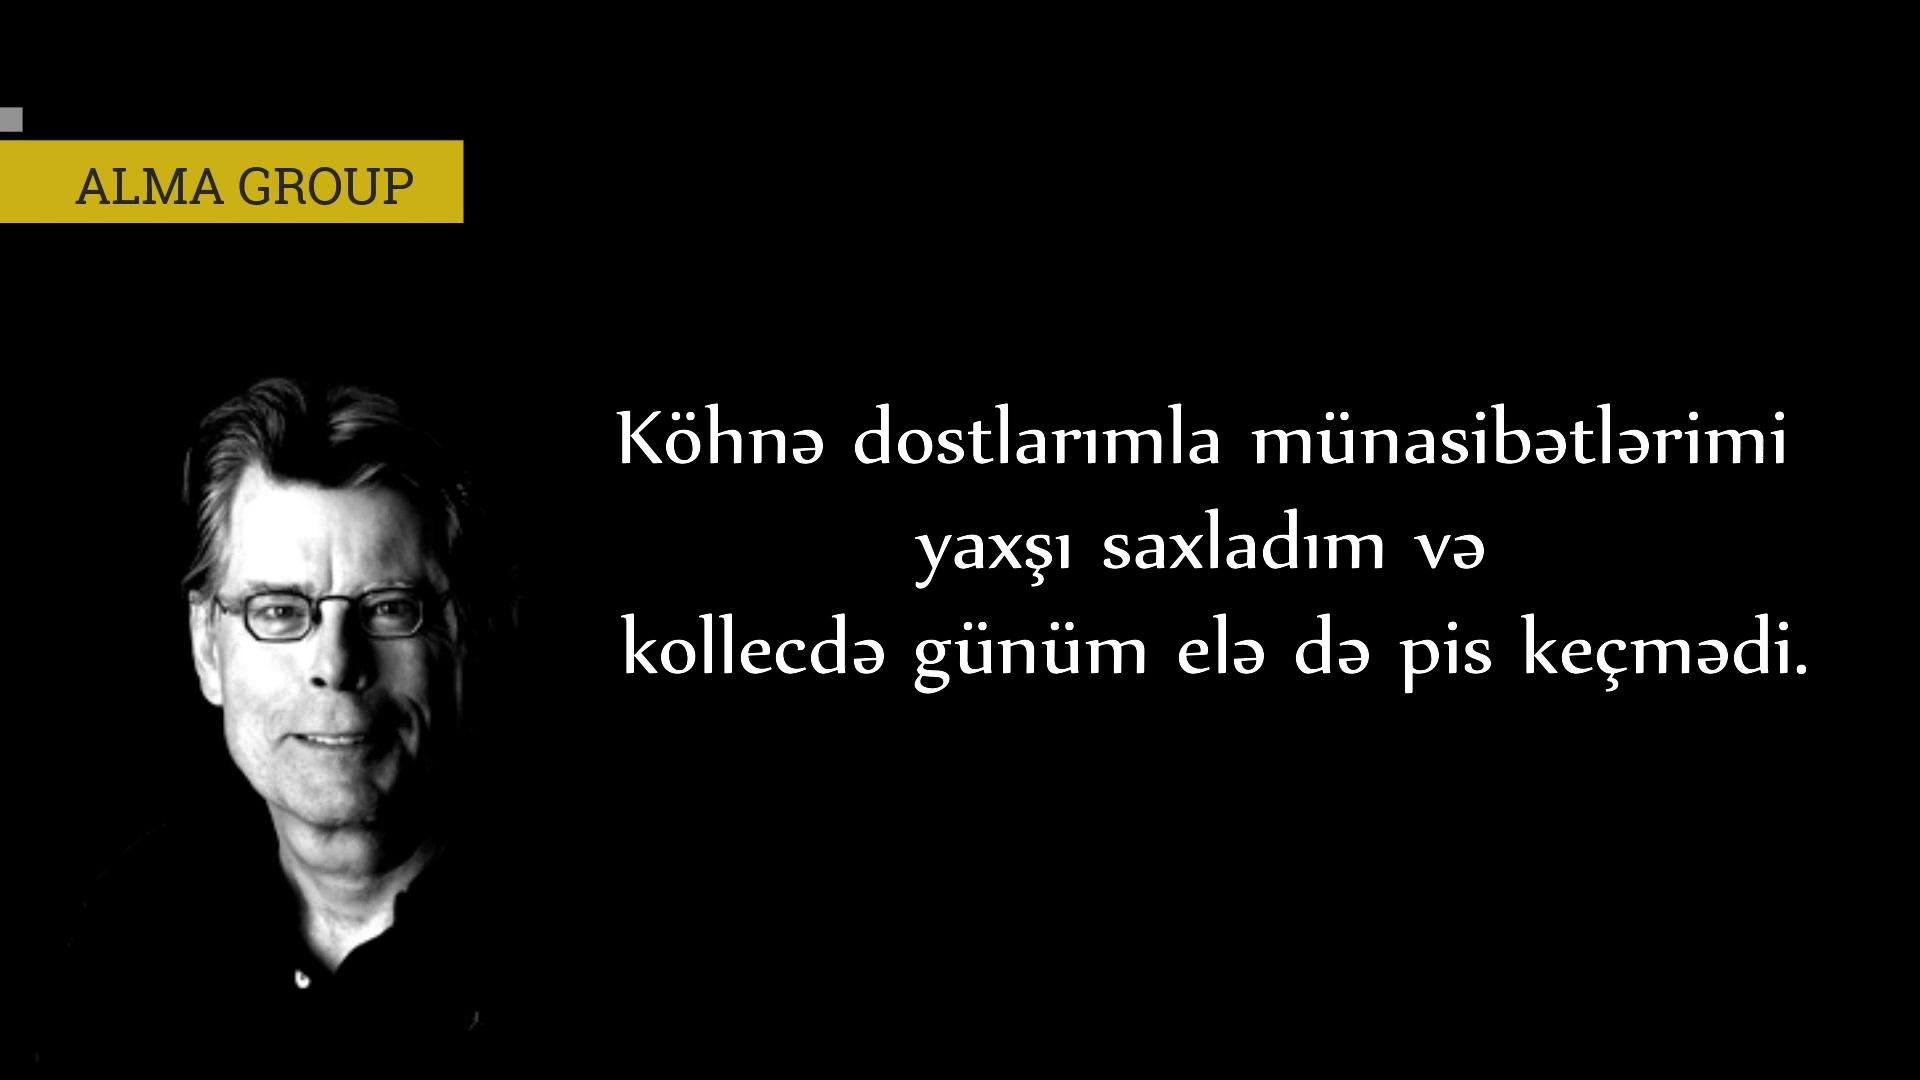 ALMA GROUP
Köhnə dostlarımla münasibətlərimi
yaxşı saxladım və
kollecdə günüm elə də pis keçmədi.